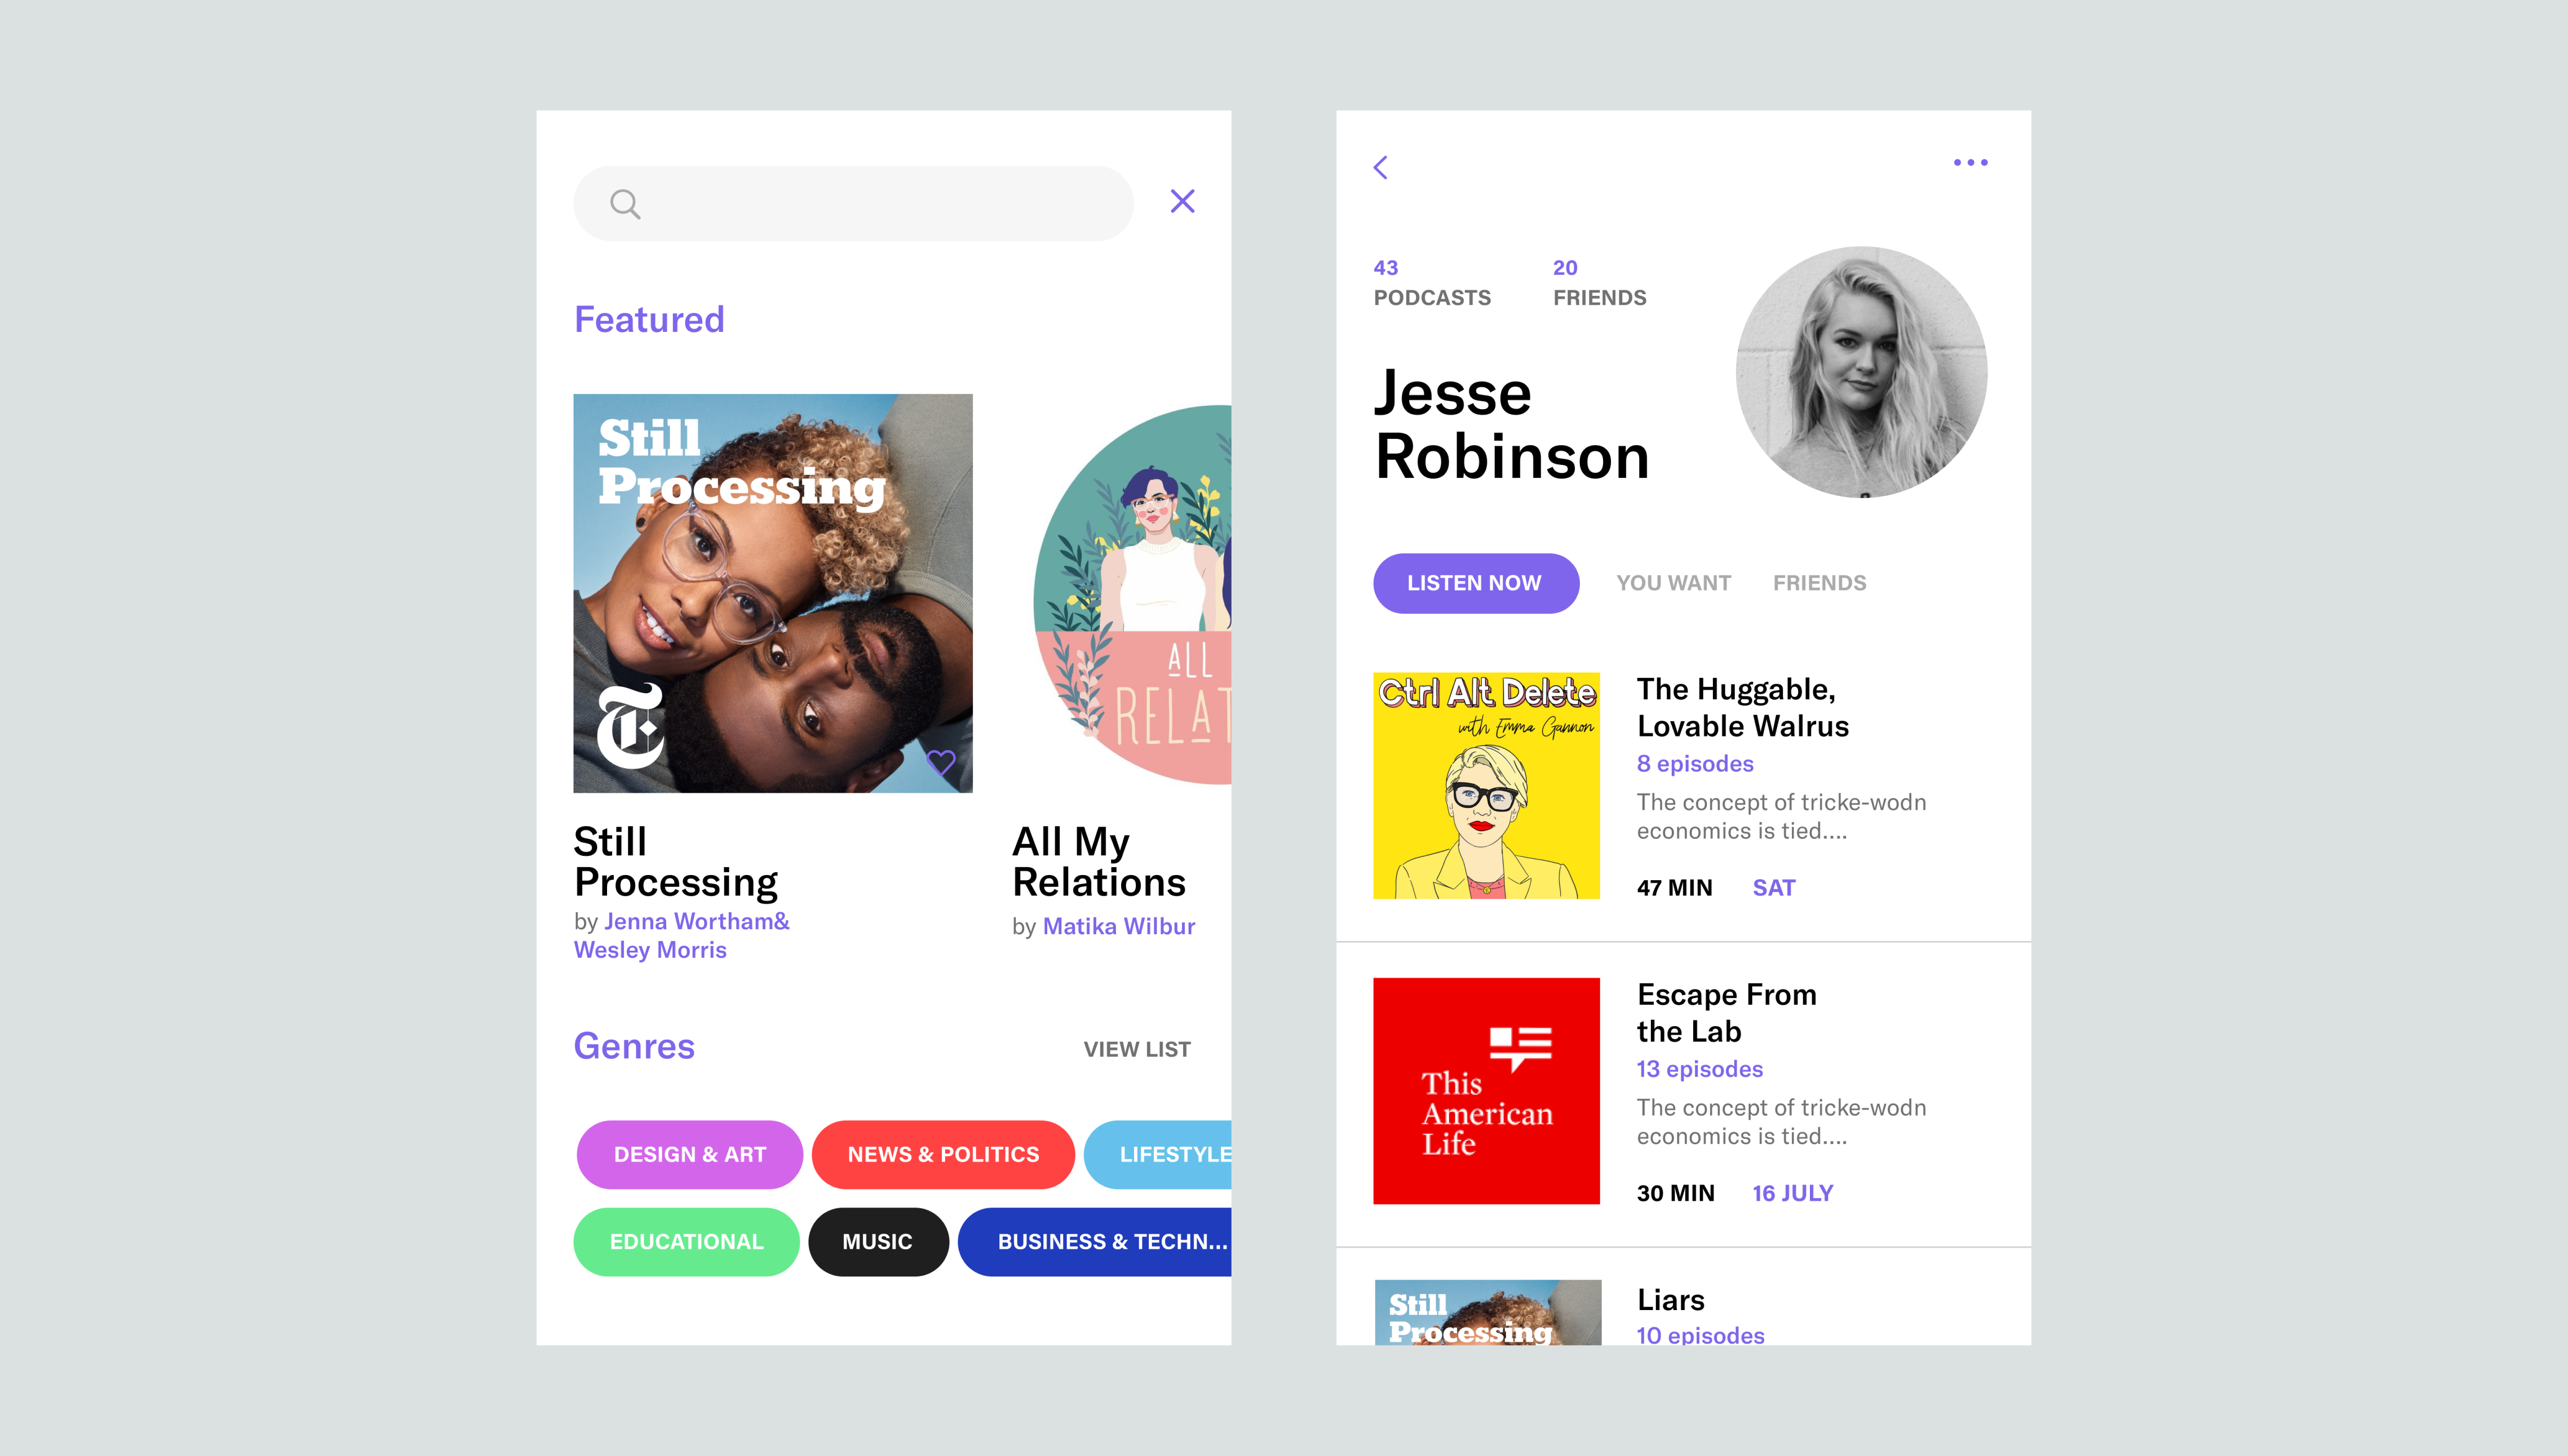 Featured
Still
Processing
T
ALL
RELAT
Still
Processing
by Jenna Wortham&
Wesley Morris
All My
Relations
by Matika Wilbur
Genres
VIEW LIST
DESIGN & ART
NEWS & POLITICS
LIFESTYLE
EDUCATIONAL
MUSIC
BUSINESS & TECHN...
43
PODCASTS
20
FRIENDS
Jesse
Robinson
LISTEN NOW
YOU WANT
FRIENDS
Ctrl Alt Delete
with Emma Gannon
The Huggable,
Lovable Walrus
8 episodes
The concept of tricke-wodn
economics is tied....
47 MIN
SAT
This
American
Life
Escape From
the Lab
13 episodes
The concept of tricke-wodn
economics is tied....
30 MIN
16 JULY
Still
Processing
Liars
10 episodes